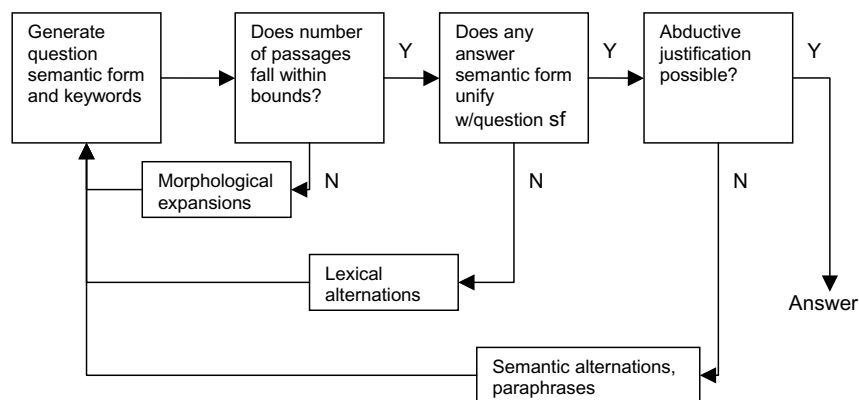 Generate
question
semantic form
and keywords
Does number
of passages
fall within
bounds?
Y
Does any
answer
semantic form
unify
w/question sf
Y
Abductive
justification
possible?
Y
Morphological
expansions
N
N
N
Lexical
alternations
Answer
Semantic alternations,
paraphrases